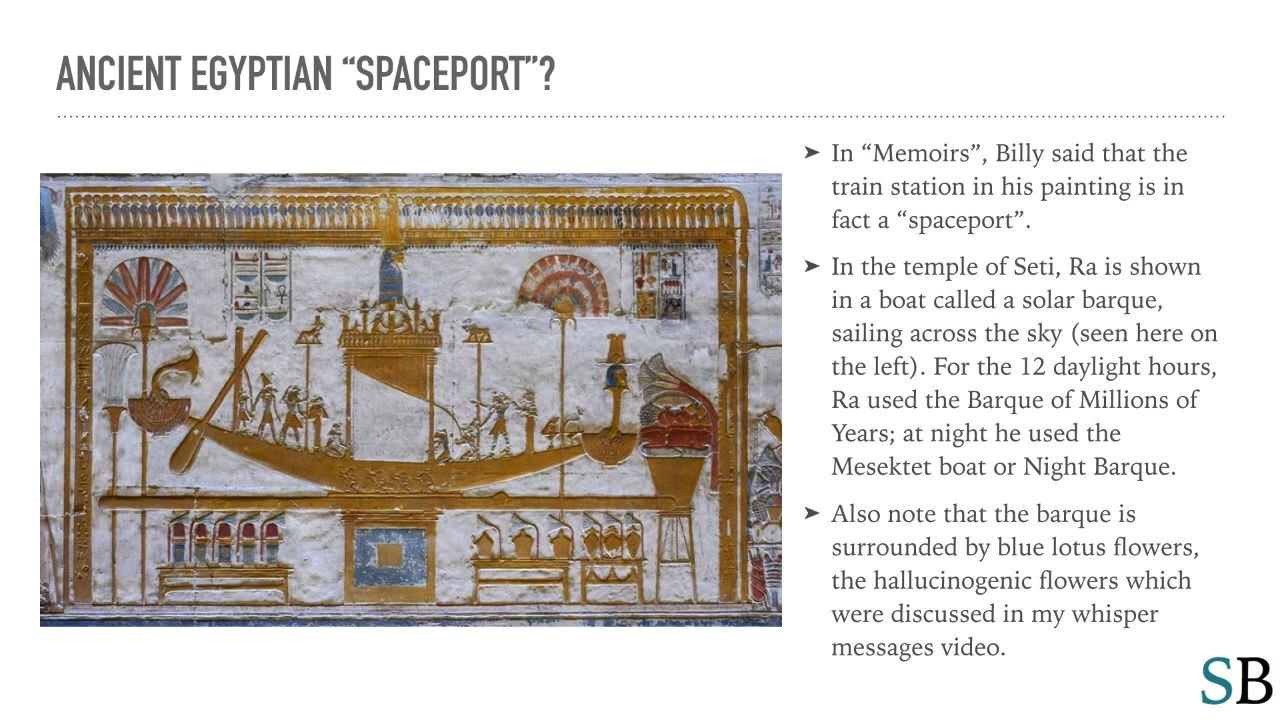 ANCIENT EGYPTIAN “SPACEPORT”?
➤ In “Memoirs”, Billy said that the
train station in his painting is in
fact a “spaceport”.
➤ In the temple of Seti, Ra is shown
in a boat called a solar barque,
sailing across the sky (seen here on
the left). For the 12 daylight hours,
Ra used the Barque of Millions of
Years; at night he used the
Mesektet boat or Night Barque.
➤ Also note that the barque is
surrounded by blue lotus flowers,
the hallucinogenic flowers which
were discussed in my whisper
messages video.
SB